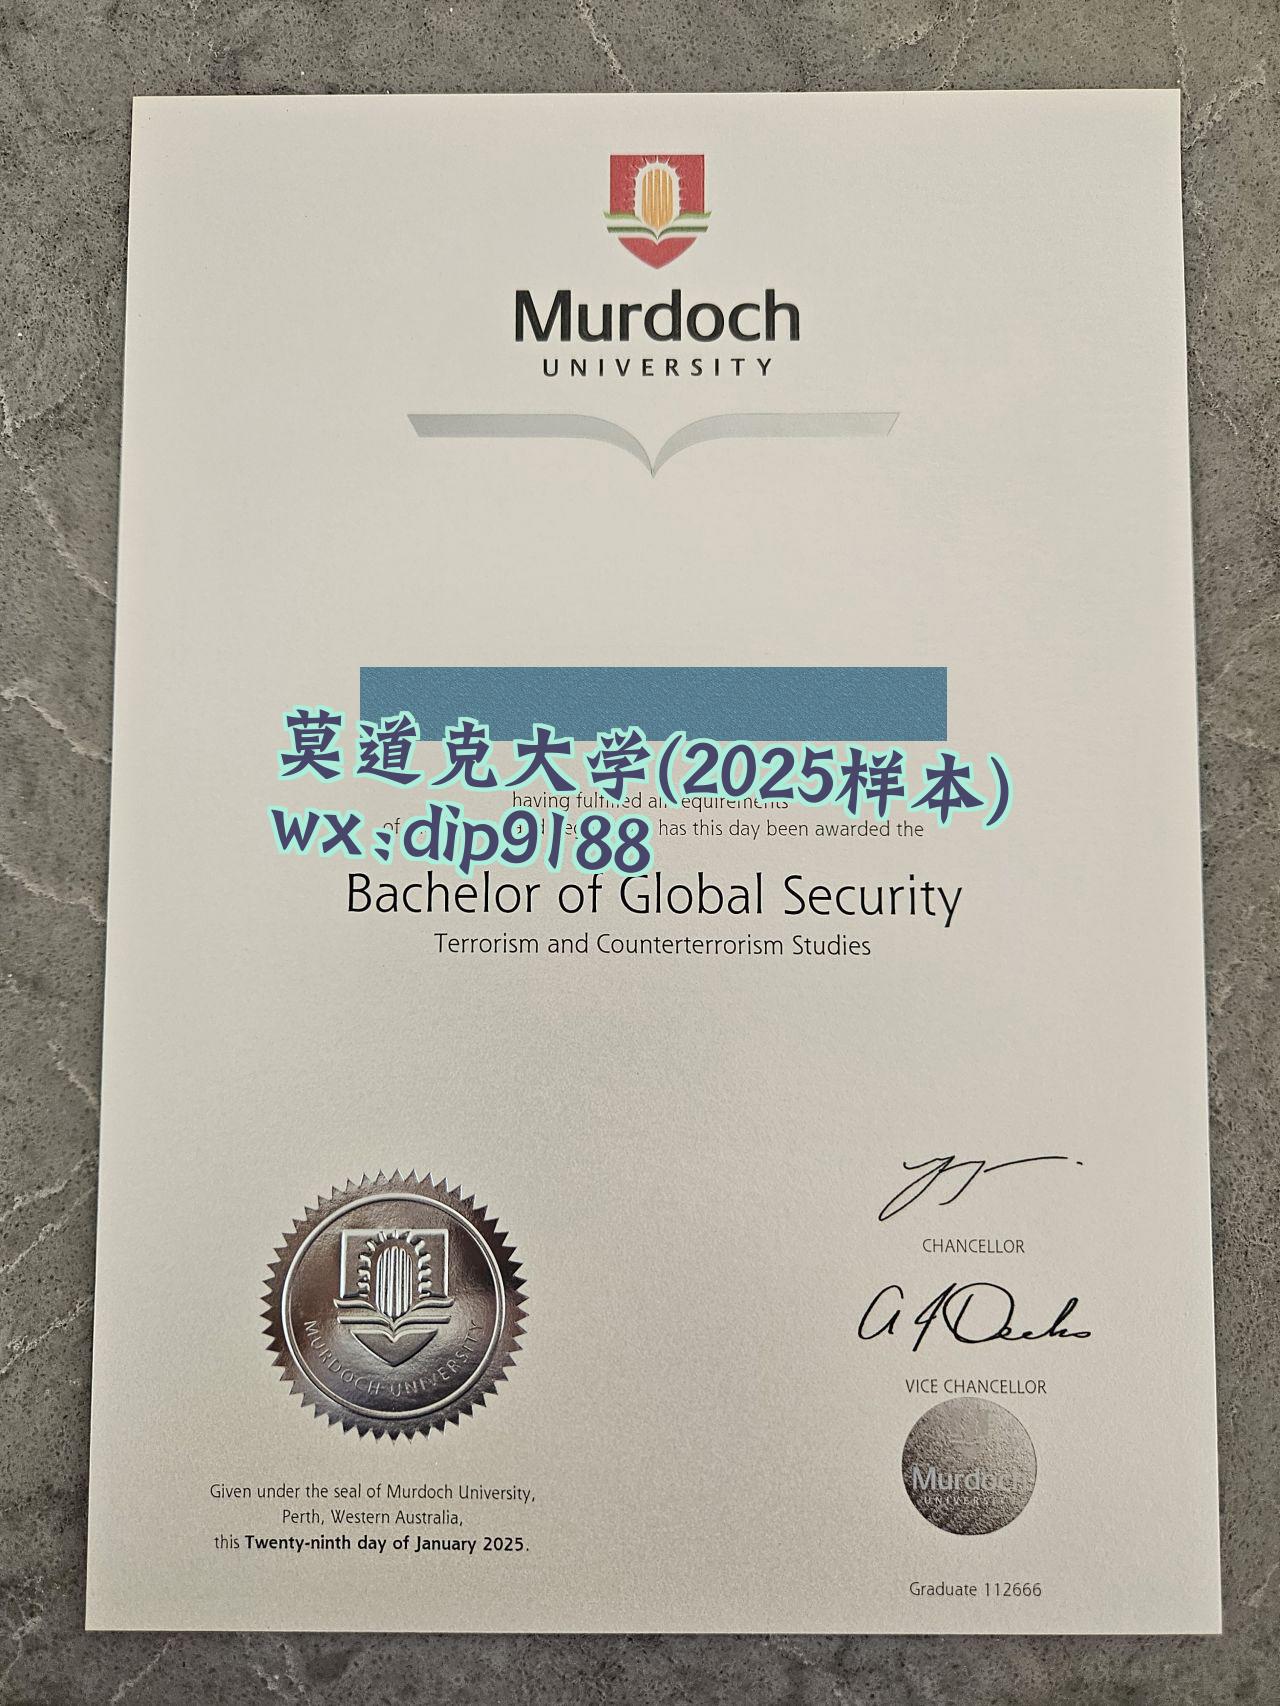 Murdoch
UNIVERSITY
莫道克大学(2025样本)
having all
wx:dip9188
has this day been awarded the
Bachelor of Global Security
Terrorism and Counterterrorism Studies
CHANCELLOR
VICE CHANCELLOR
MURDOCH UNIVERSITY
Murdoch
UNIVERSITY
Given under the seal of Murdoch University,
Perth, Western Australia,
this Twenty-ninth day of January 2025.
Graduate 112666